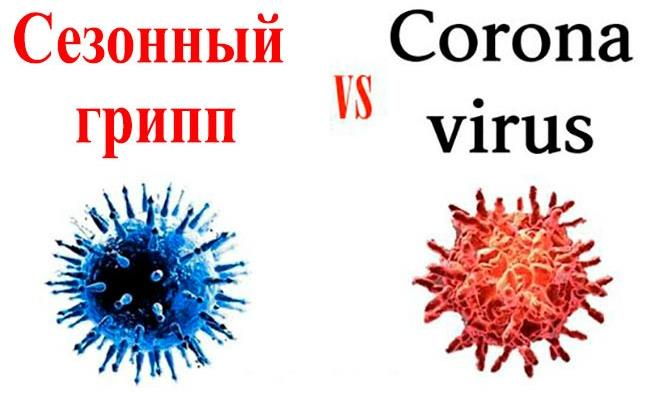 Сезонный
грипп
vs
Corona
virus